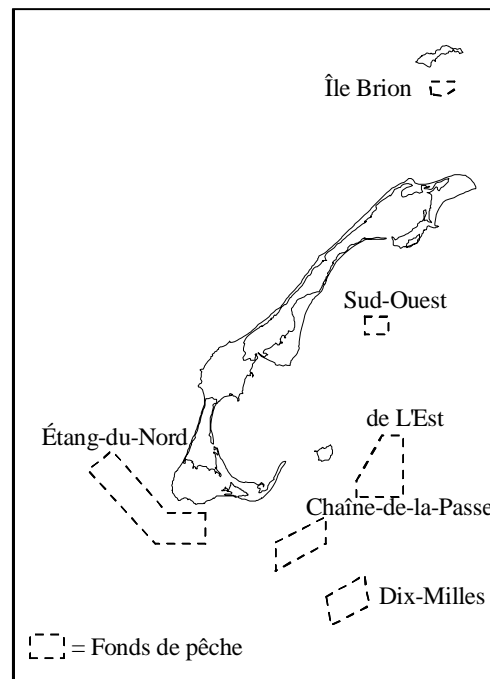 Île Brion
Sud-Ouest
de L'Est
Étang-du-Nord
Chaîne-de-la-Passe
Dix-Milles
= Fonds de pêche